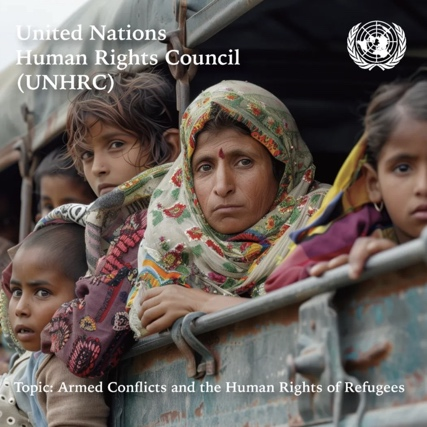 United Nations
Human Rights Council
(UNHRC)
Topic: Armed Conflicts and the Human Rights of Refugees